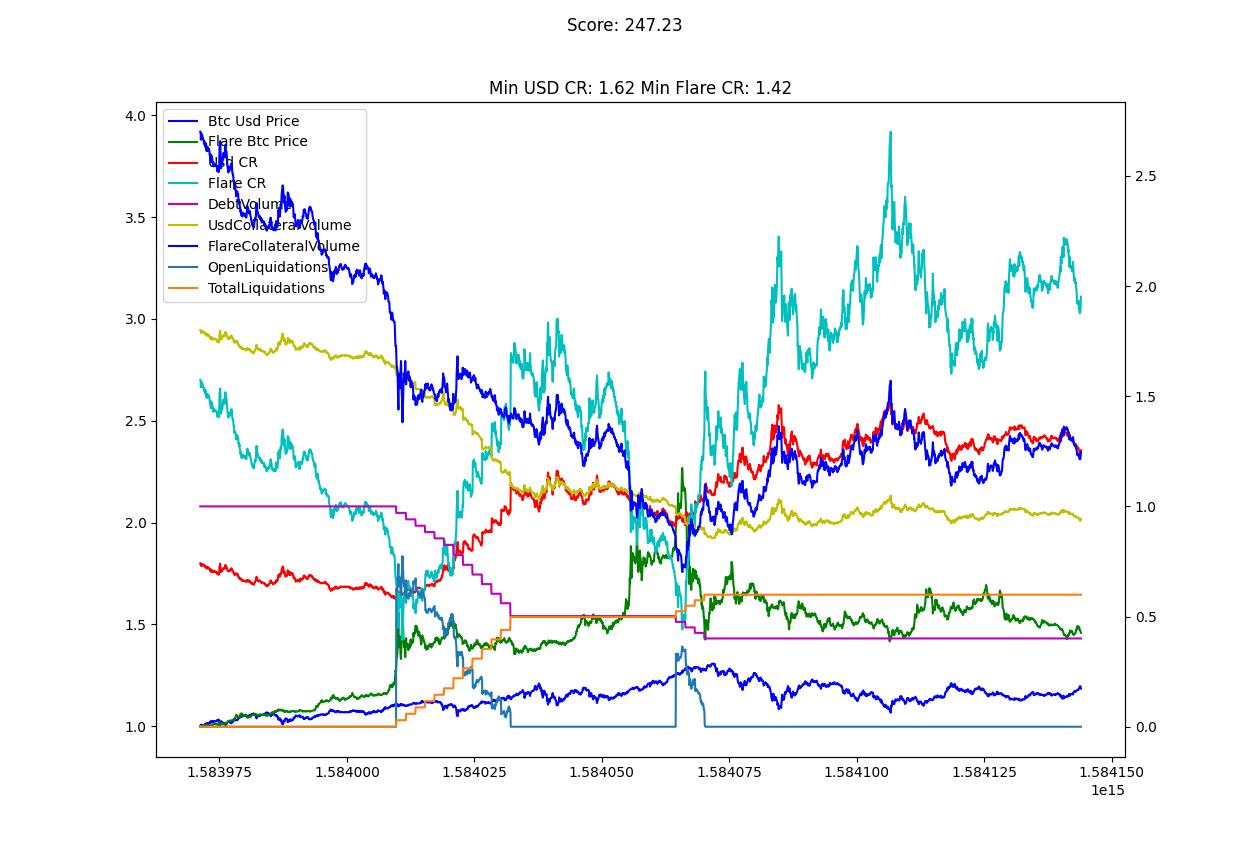 Score: 247.23
Min USD CR: 1.62 Min Flare CR: 1.42
Btc Usd Price
Flare Btc Price
Usd CR
Flare CR
DebtVolume
UsdCollateralVolume
FlareCollateralVolume
OpenLiquidations
TotalLiquidations
4.0
3.5
3.0
2.5
2.0
1.5
1.0
2.5
2.0
1.5
1.0
0.5
0.0
1.583975
1.584000
1.584025
1.584050
1.584075
1.584100
1.584125
1.584150
1e15